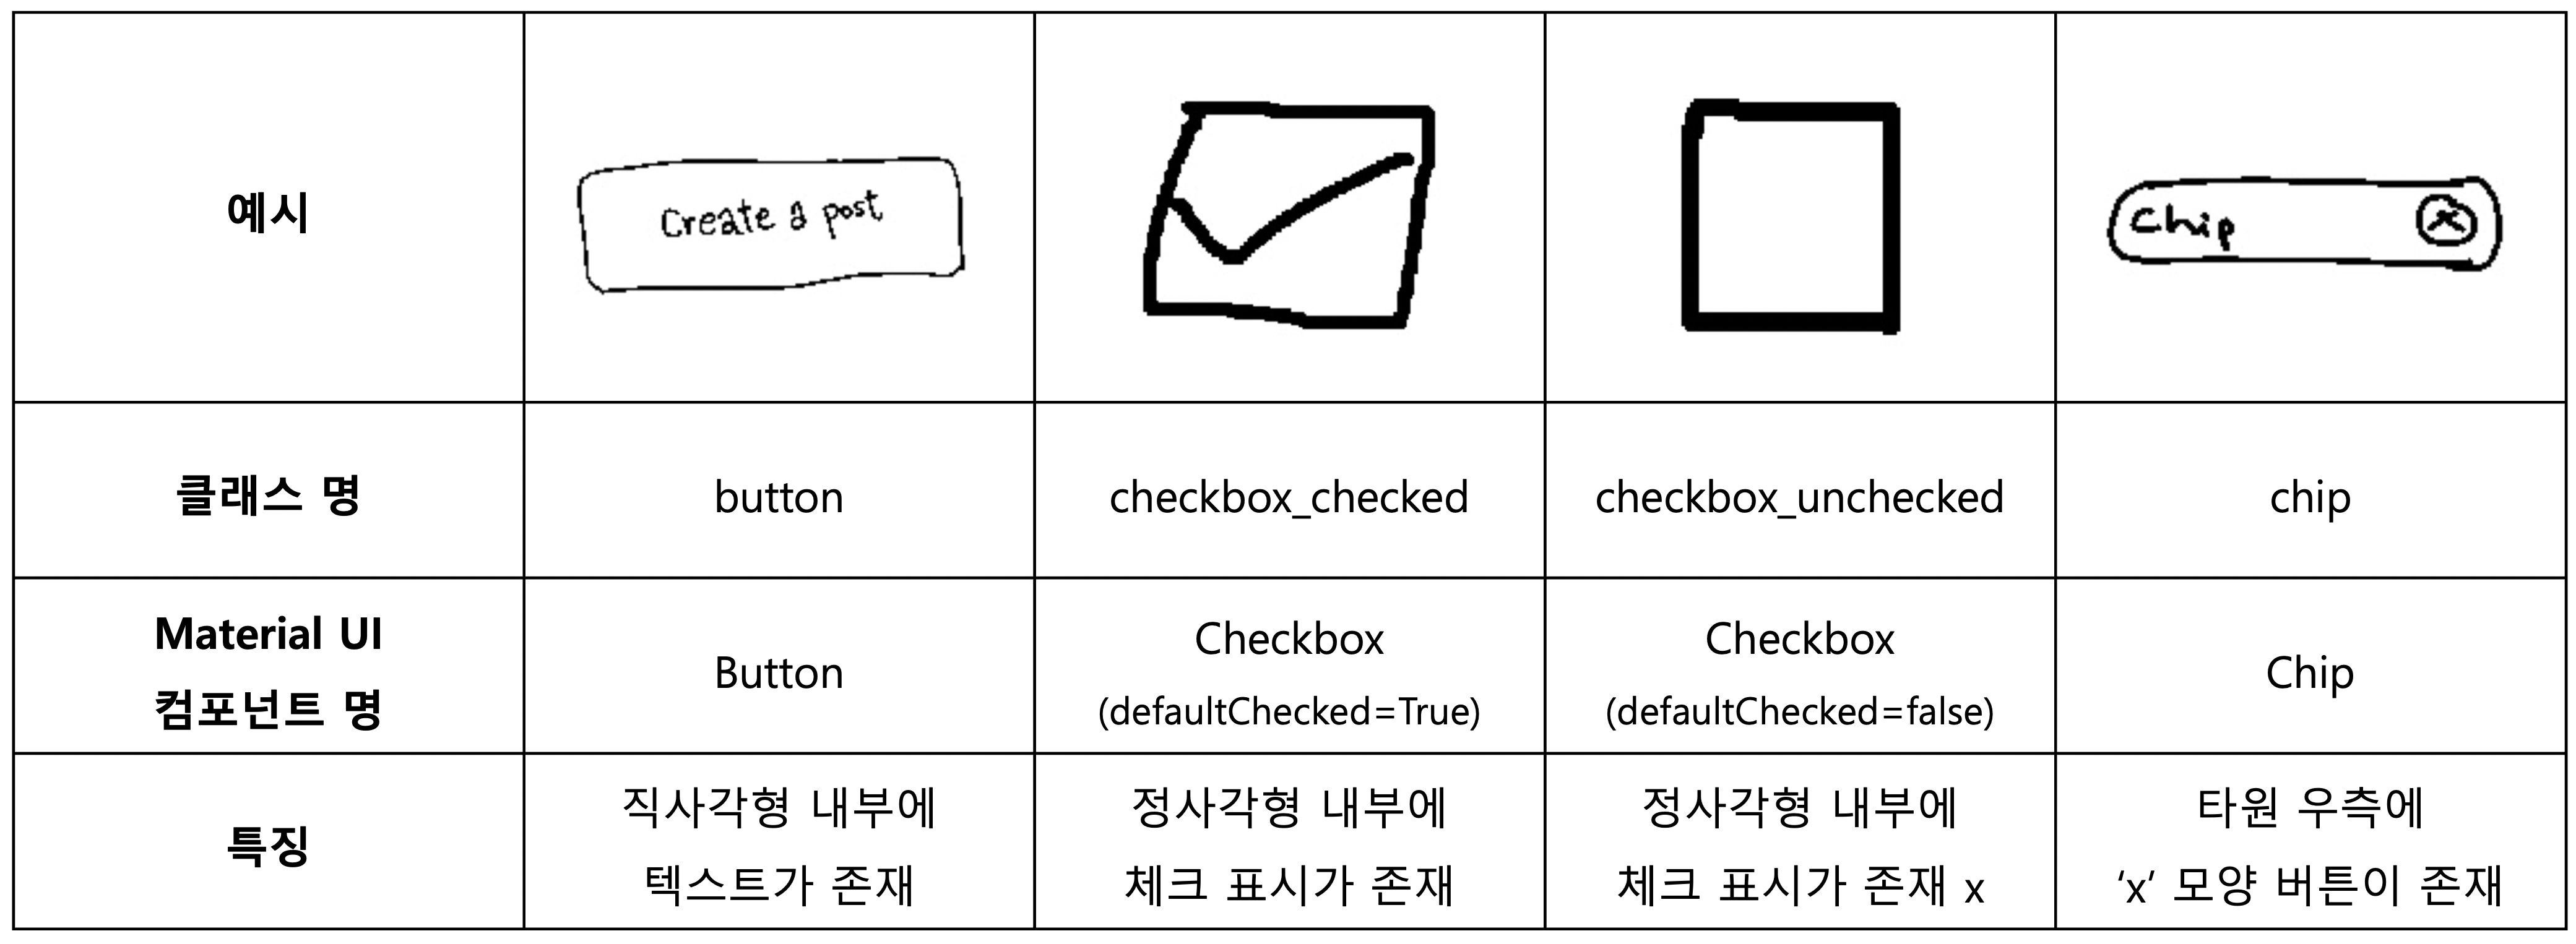 예시
Create a post
Chip
x
클래스 명
button
checkbox_checked
checkbox_unchecked
chip
Material UI
컴포넌트 명
Button
Checkbox
(defaultChecked=True)
Checkbox
(defaultChecked=false)
Chip
특징
직사각형 내부에
텍스트가 존재
정사각형 내부에
체크 표시가 존재
정사각형 내부에
체크 표시가 존재 x
타원 우측에
‘x’ 모양 버튼이 존재